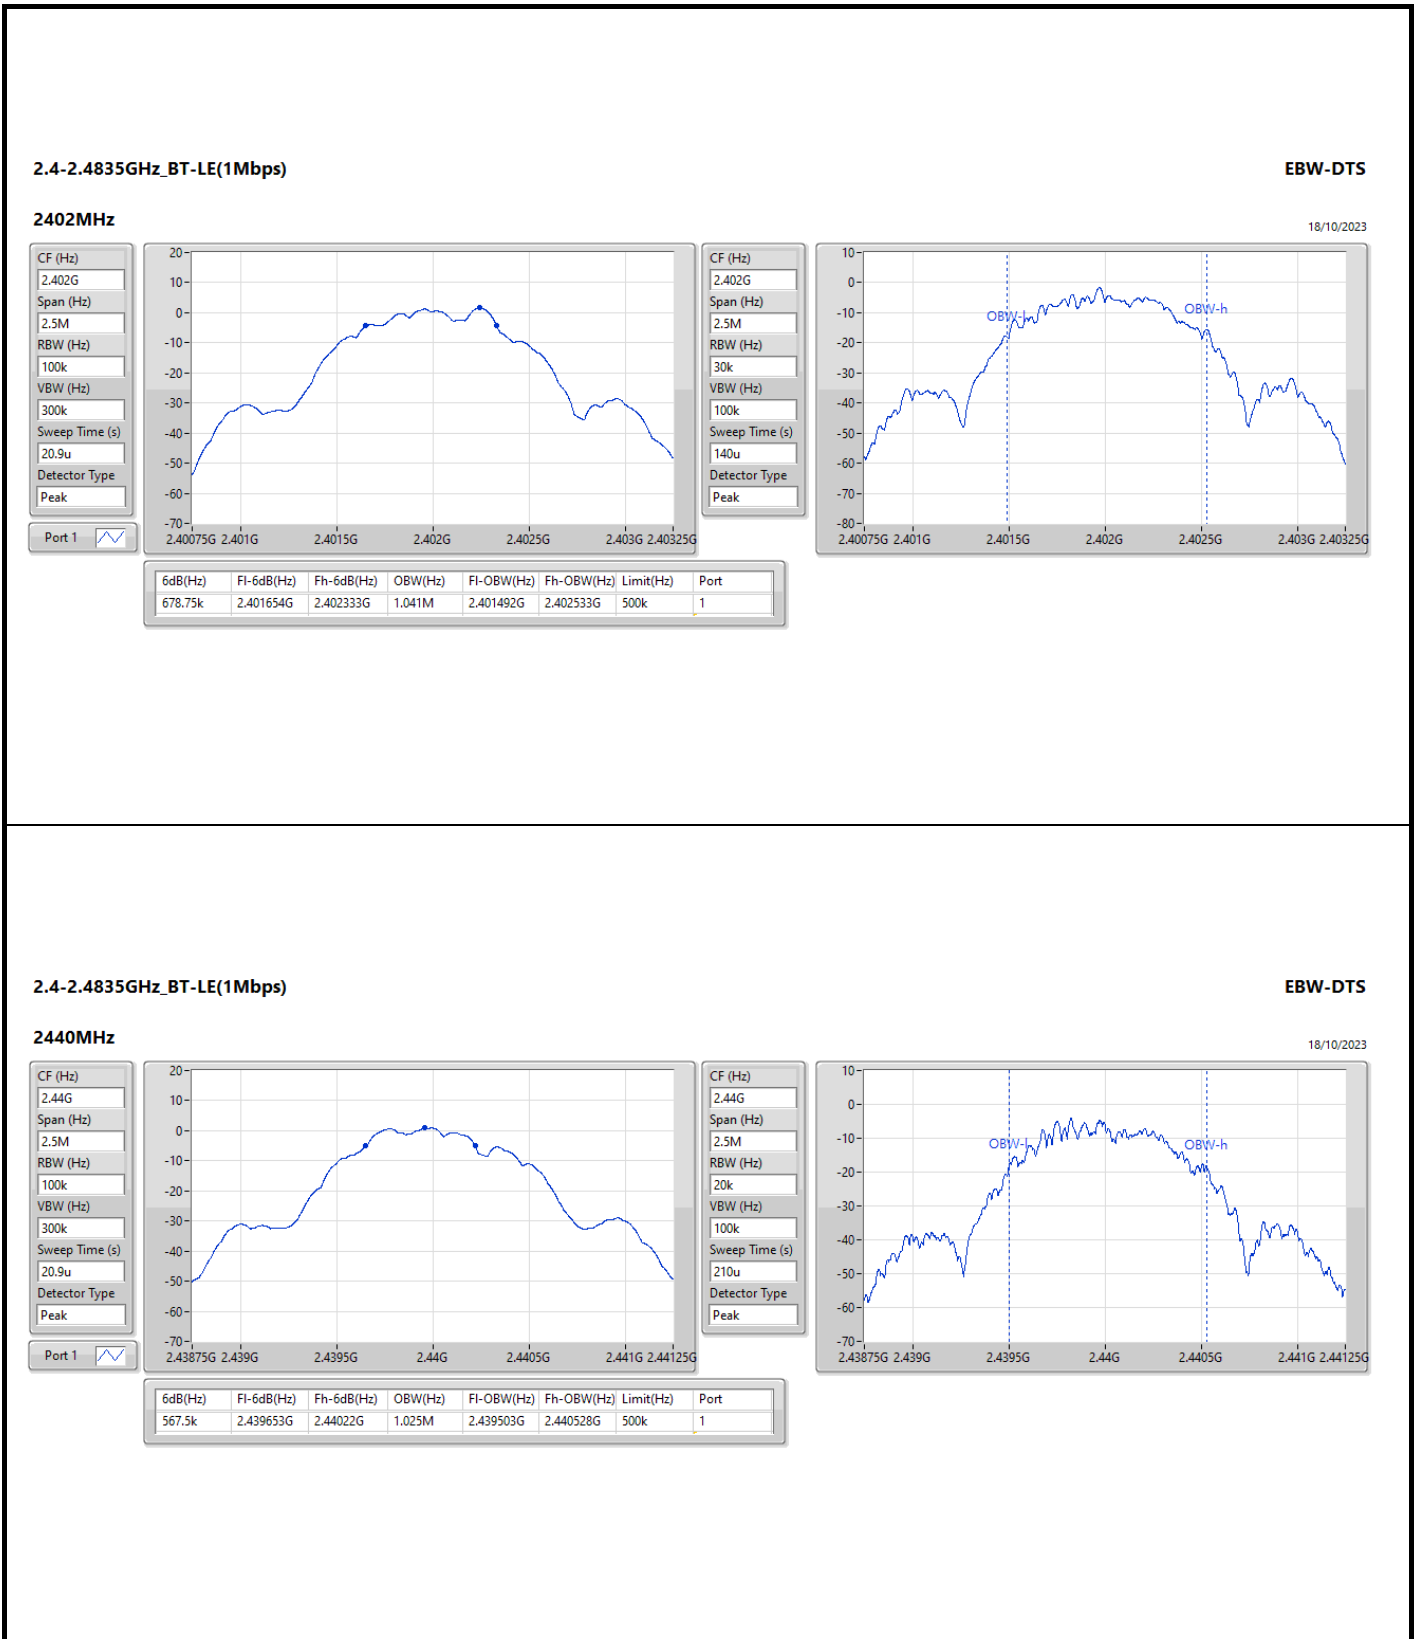 2.4-2.4835GHz_BT-LE(1Mbps) EBW-DTS
2402MHz
18/10/2023
CF (Hz)
2.402G
Span (Hz)
2.5M
RBW (Hz)
100k
VBW (Hz)
300k
Sweep Time (s)
20.9u
Detector Type
Peak
Port 1
20
10
0
-10
-20
-30
-40
-50
-60
-70
2.40075G 2.401G 2.4015G 2.402G 2.4025G 2.403G 2.40325G
CF (Hz)
2.402G
Span (Hz)
2.5M
RBW (Hz)
30k
VBW (Hz)
100k
Sweep Time (s)
140u
Detector Type
Peak
10
0
-10
-20
-30
-40
-50
-60
-70
-80
OBW-l OBW-h
2.40075G 2.401G 2.4015G 2.402G 2.4025G 2.403G 2.40325G
6dB(Hz) Fl-6dB(Hz) Fh-6dB(Hz) OBW(Hz) Fl-OBW(Hz) Fh-OBW(Hz) Limit(Hz) Port
678.75k 2.401654G 2.402333G 1.041M 2.401492G 2.402533G 500k 1
2.4-2.4835GHz_BT-LE(1Mbps) EBW-DTS
2440MHz
18/10/2023
CF (Hz)
2.44G
Span (Hz)
2.5M
RBW (Hz)
100k
VBW (Hz)
300k
Sweep Time (s)
20.9u
Detector Type
Peak
Port 1
20
10
0
-10
-20
-30
-40
-50
-60
-70
2.43875G 2.439G 2.4395G 2.44G 2.4405G 2.441G 2.44125G
CF (Hz)
2.44G
Span (Hz)
2.5M
RBW (Hz)
20k
VBW (Hz)
100k
Sweep Time (s)
210u
Detector Type
Peak
10
0
-10
-20
-30
-40
-50
-60
-70
OBW-l OBW-h
2.43875G 2.439G 2.4395G 2.44G 2.4405G 2.441G 2.44125G
6dB(Hz) Fl-6dB(Hz) Fh-6dB(Hz) OBW(Hz) Fl-OBW(Hz) Fh-OBW(Hz) Limit(Hz) Port
567.5k 2.439653G 2.44022G 1.025M 2.439503G 2.440528G 500k 1